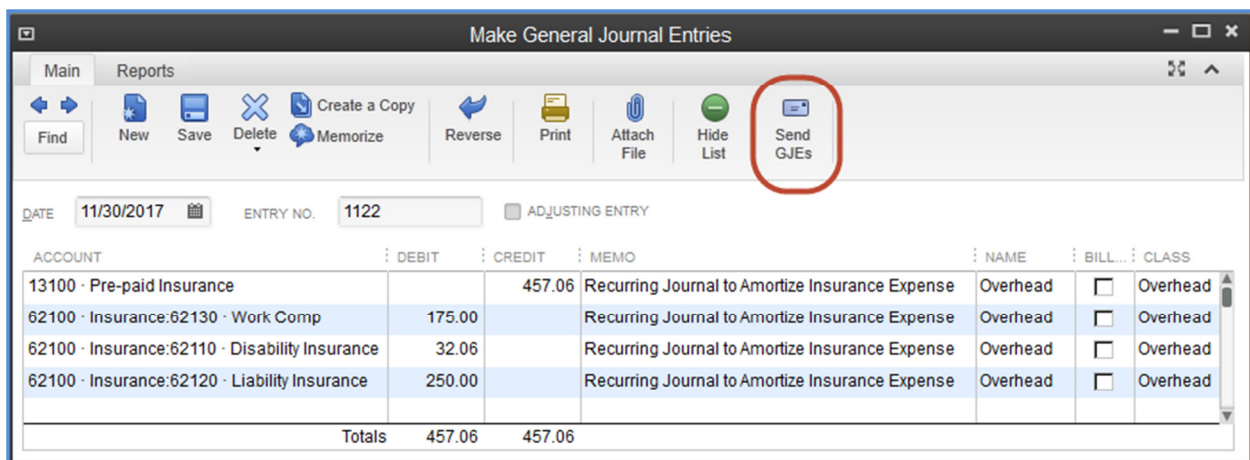 Make General Journal Entries
Main Reports
Find New Save Delete Create a Copy Memorize Reverse Print Attach File Hide List Send GJEs
DATE 11/30/2017 ENTRY NO. 1122 ADJUSTING ENTRY
ACCOUNT DEBIT CREDIT MEMO NAME BILL... CLASS
13100 · Pre-paid Insurance 457.06 Recurring Journal to Amortize Insurance Expense Overhead Overhead
62100 · Insurance:62130 · Work Comp 175.00 Recurring Journal to Amortize Insurance Expense Overhead Overhead
62100 · Insurance:62110 · Disability Insurance 32.06 Recurring Journal to Amortize Insurance Expense Overhead Overhead
62100 · Insurance:62120 · Liability Insurance 250.00 Recurring Journal to Amortize Insurance Expense Overhead Overhead
Totals 457.06 457.06